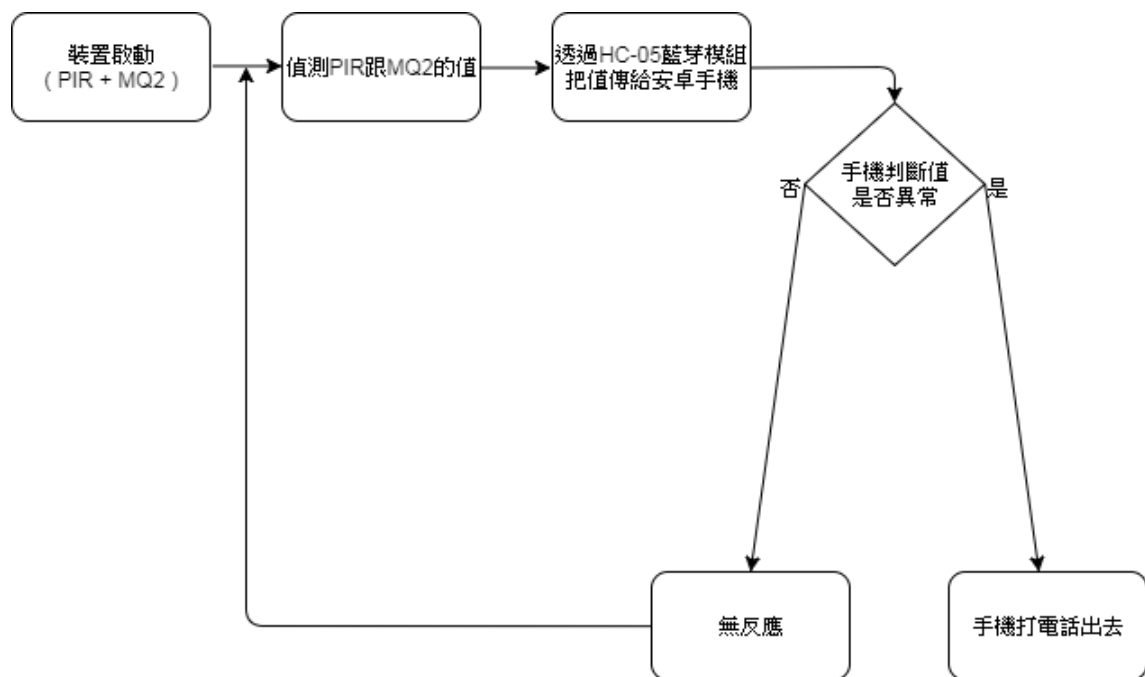 裝置啟動
( PIR + MQ2 )
偵測PIR跟MQ2的值
透過HC-05藍芽模組
把值傳給安卓手機
手機判斷值
是否異常
否
是
無反應
手機打電話出去